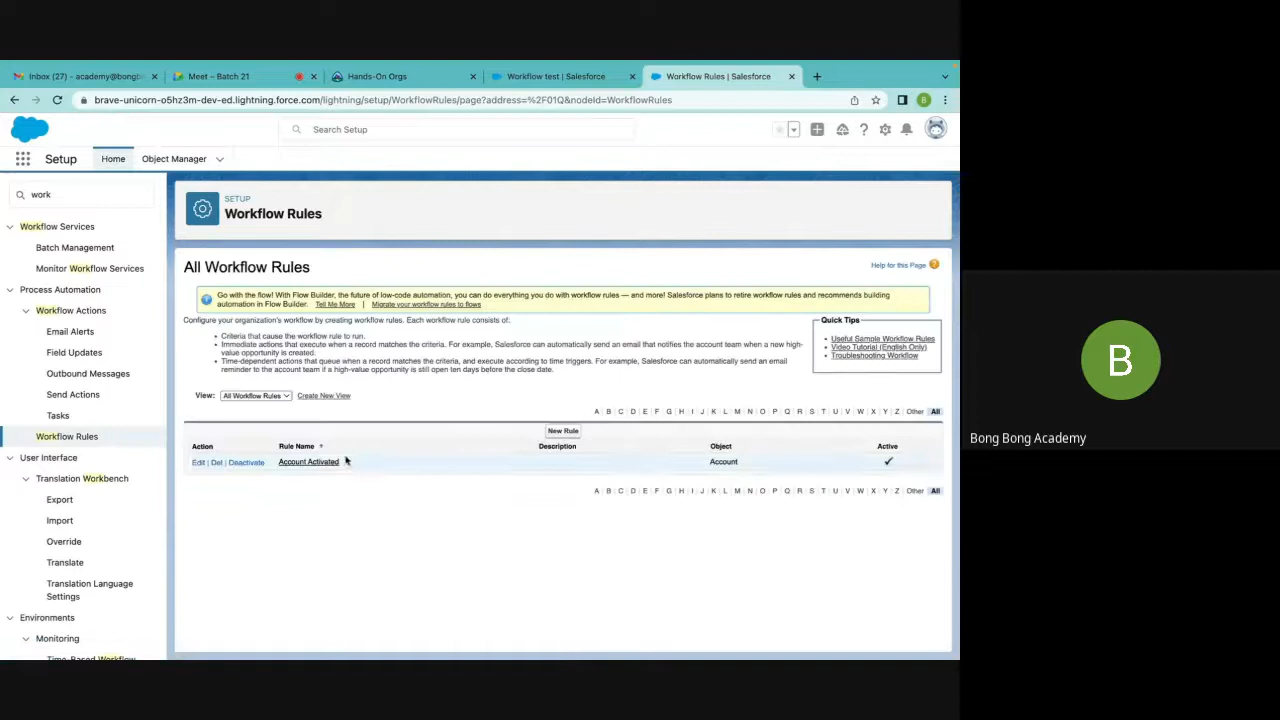 Inbox (27) - academy@bongb
Meet – Batch 21
Hands-On Orgs
Workflow test | Salesforce
Workflow Rules | Salesforce
brave-unicorn-o5hz3m-dev-ed.lightning.force.com/lightning/setup/WorkflowRules/page?address=%2F01Q&nodeId=WorkflowRules
B
Search Setup
Setup
Home
Object Manager
work
Workflow Services
Batch Management
Monitor Workflow Services
Process Automation
Workflow Actions
Email Alerts
Field Updates
Outbound Messages
Send Actions
Tasks
Workflow Rules
User Interface
Translation Workbench
Export
Import
Override
Translate
Translation Language
Settings
Environments
Monitoring
Time-Based Workflow
SETUP
Workflow Rules
All Workflow Rules
Help for this Page
Go with the flow! With Flow Builder, the future of low-code automation, you can do everything you do with workflow rules — and more! Salesforce plans to retire workflow rules and recommends building
automation in Flow Builder. Tell Me More | Migrate your workflow rules to flows
Configure your organization's workflow by creating workflow rules. Each workflow rule consists of:
• Criteria that cause the workflow rule to run.
• Immediate actions that execute when a record matches the criteria. For example, Salesforce can automatically send an email that notifies the account team when a new high-
value opportunity is created.
• Time-dependent actions that queue when a record matches the criteria, and execute according to time triggers. For example, Salesforce can automatically send an email
reminder to the account team if a high-value opportunity is still open ten days before the close date.
Quick Tips
• Useful Sample Workflow Rules
• Video Tutorial (English Only)
• Troubleshooting Workflow
View: All Workflow Rules Create New View
A | B | C | D | E | F | G | H | I | J | K | L | M | N | O | P | Q | R | S | T | U | V | W | X | Y | Z | Other | All
New Rule
Action Rule Name ↑ Description Object Active
Edit | Del | Deactivate Account Activated Account ✓
A | B | C | D | E | F | G | H | I | J | K | L | M | N | O | P | Q | R | S | T | U | V | W | X | Y | Z | Other | All
B
Bong Bong Academy